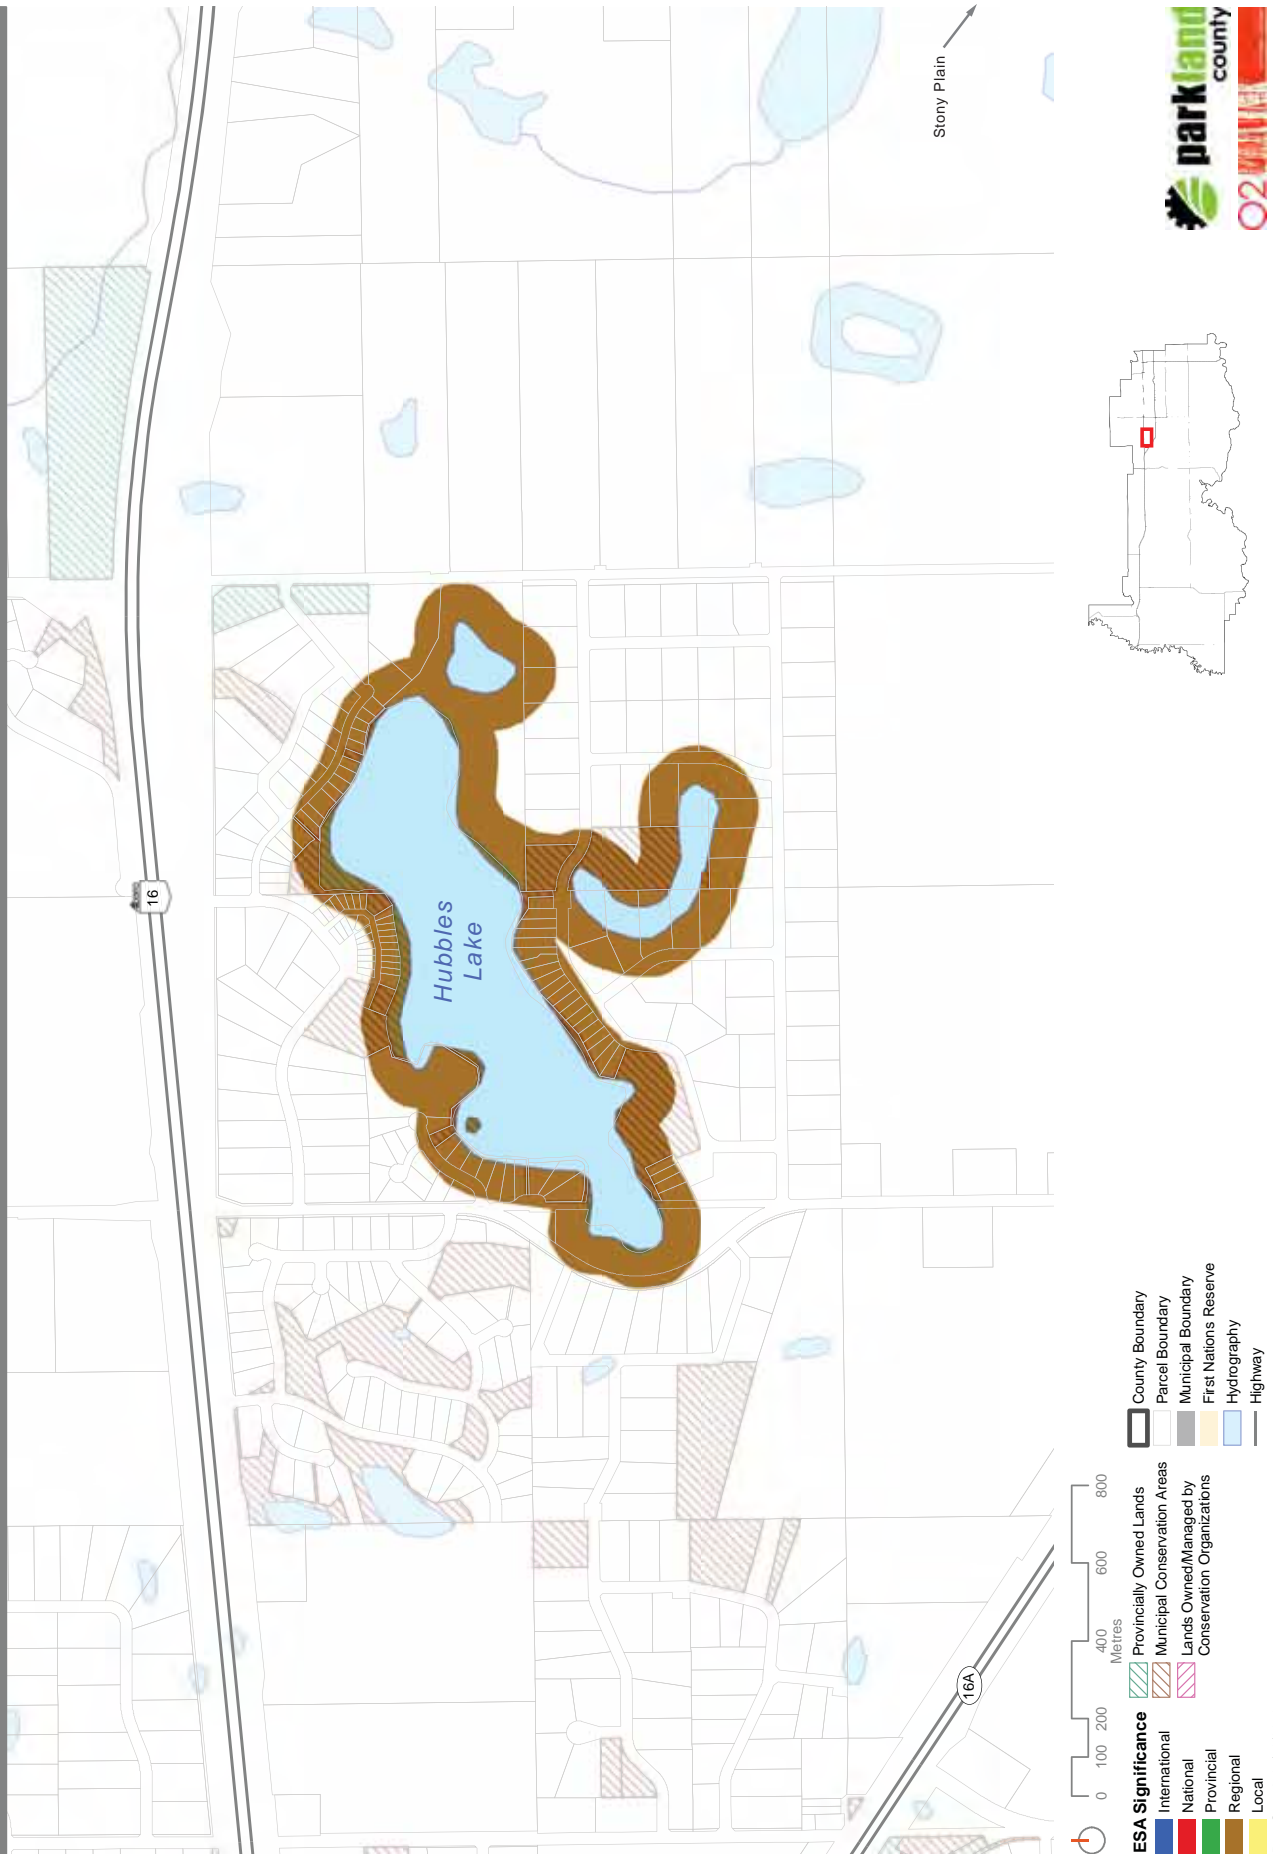 Stony Plain
16
Hubbles
Lake
16A
parkland
county
O2
0 100 200 400 600 800
Metres
ESA Significance
International
National
Provincial
Regional
Local
Provincially Owned Lands
Municipal Conservation Areas
Lands Owned/Managed by
Conservation Organizations
County Boundary
Parcel Boundary
Municipal Boundary
First Nations Reserve
Hydrography
Highway